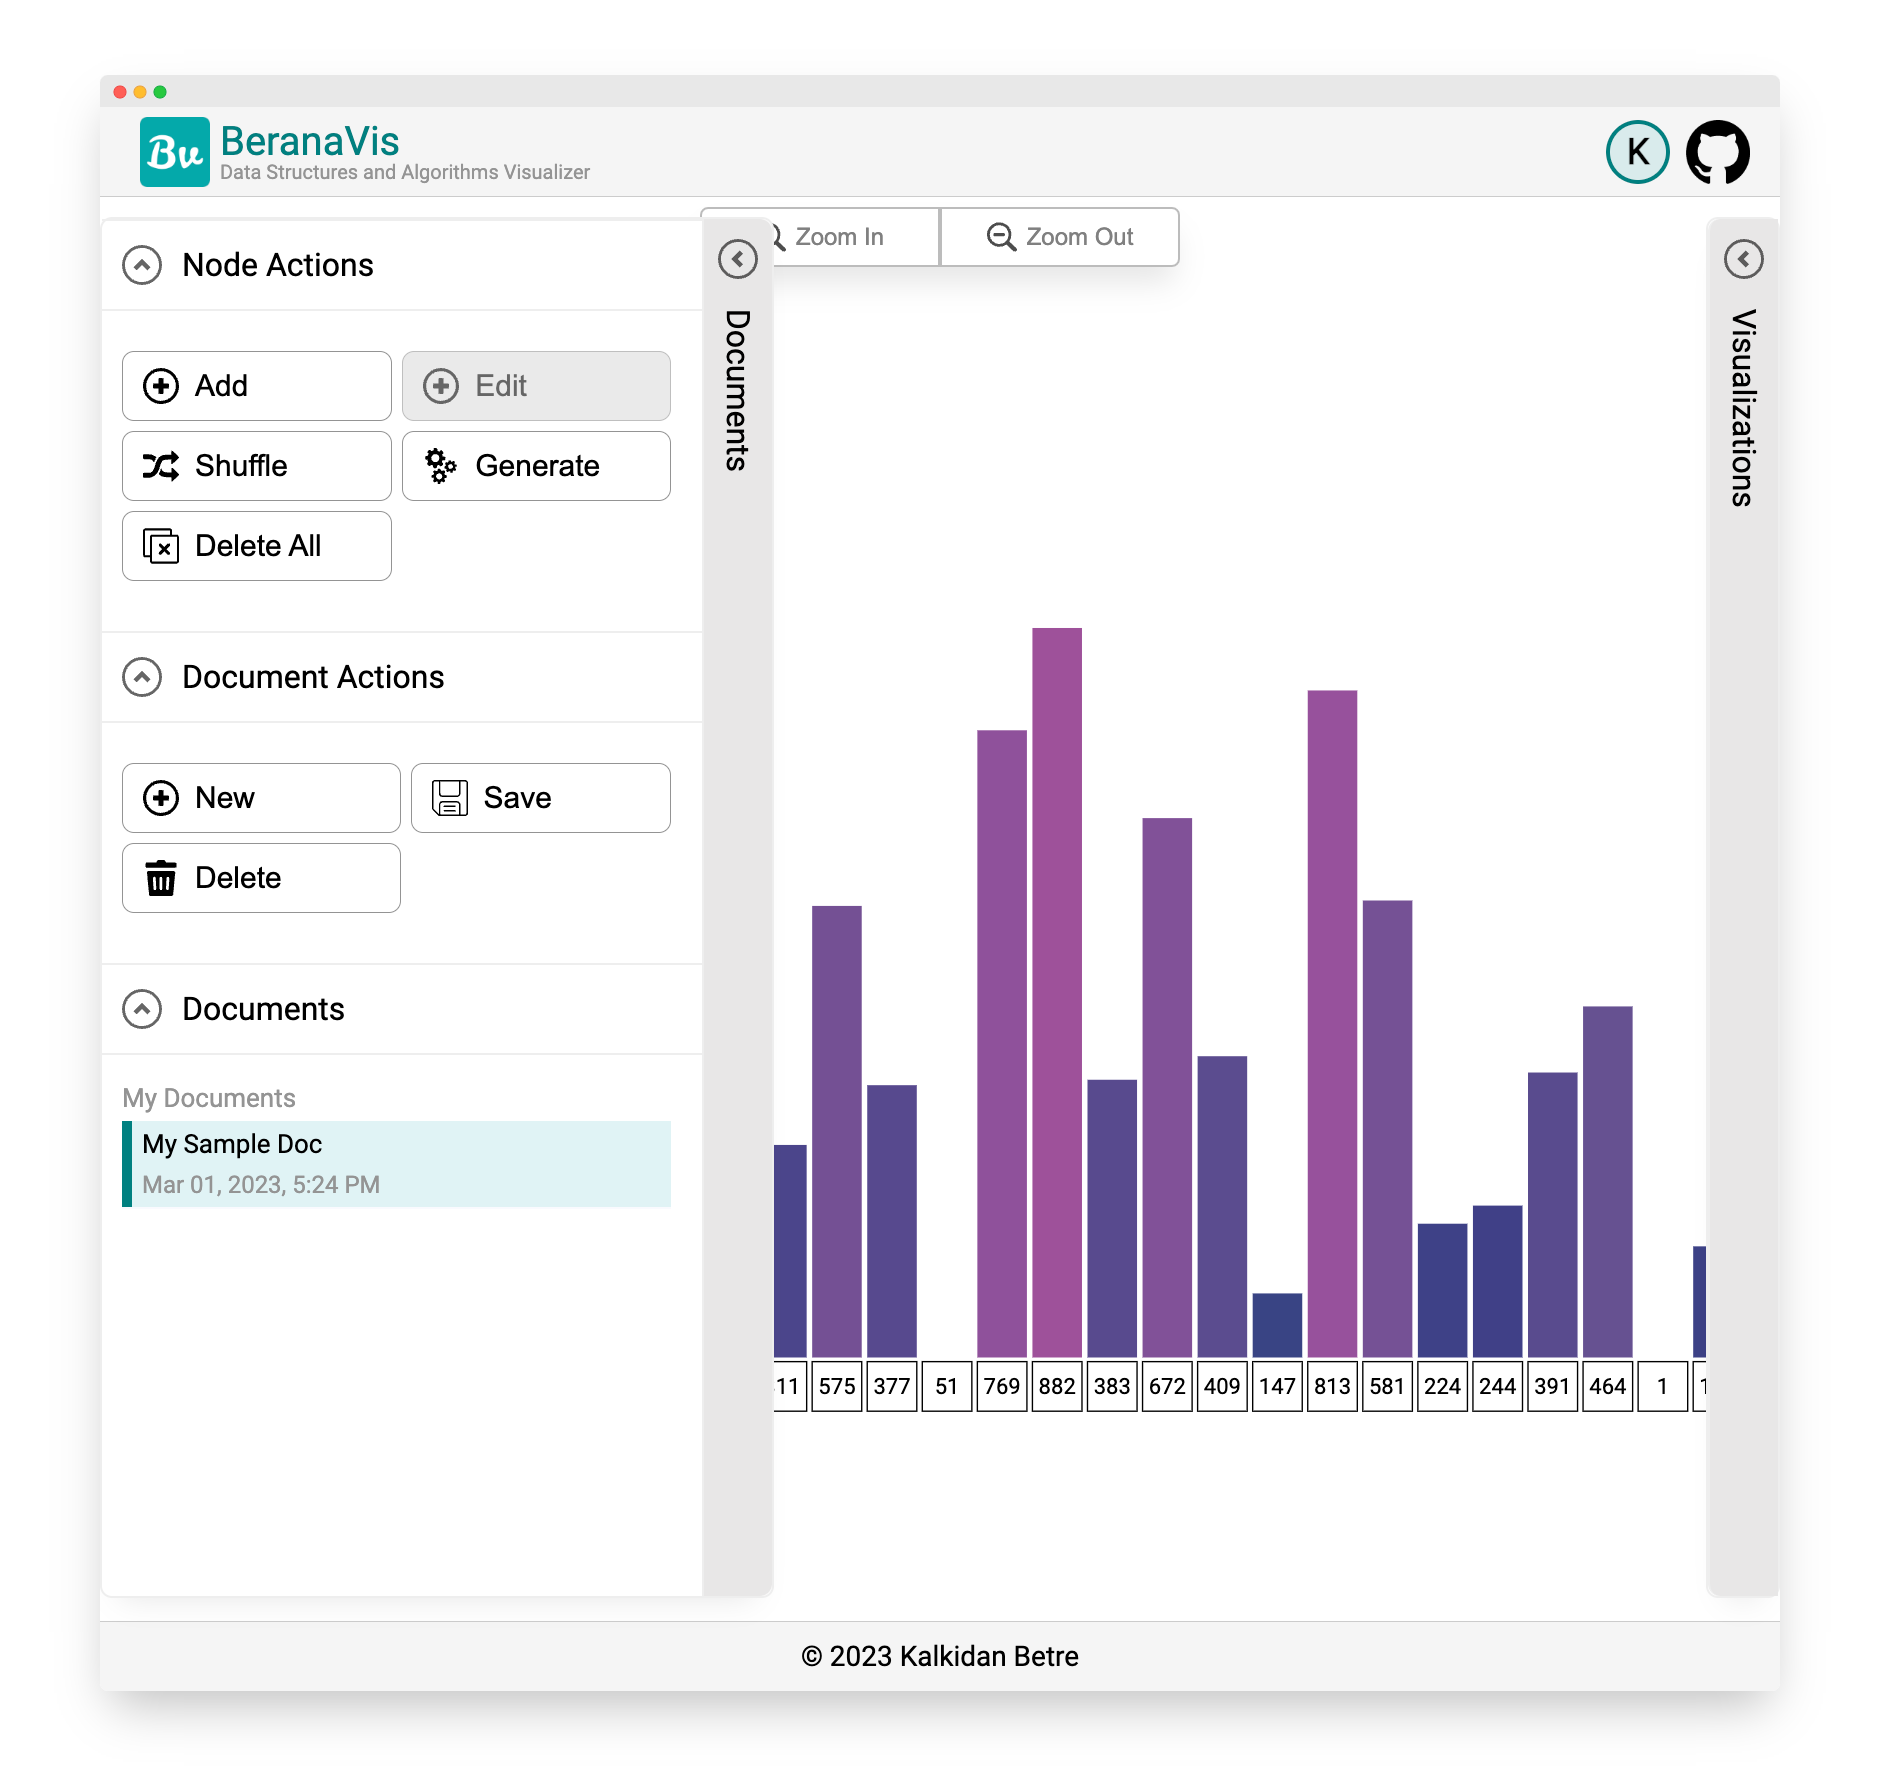 Bv
BeranaVis
Data Structures and Algorithms Visualizer
K
Node Actions
Add
Edit
Shuffle
Generate
Delete All
Document Actions
New
Save
Delete
Documents
My Documents
My Sample Doc
Mar 01, 2023, 5:24 PM
Documents
Zoom In
Zoom Out
575 377 51 769 882 383 672 409 147 813 581 224 244 391 464 1
Visualizations
© 2023 Kalkidan Betre